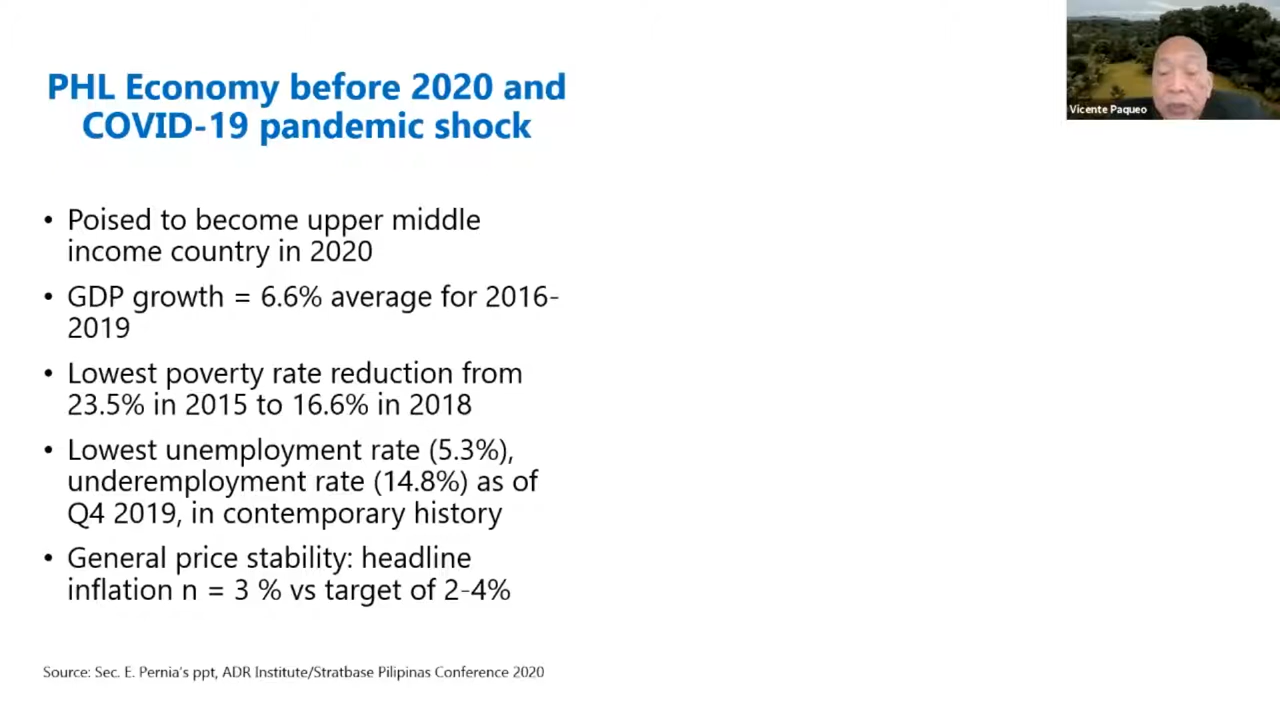 PHL Economy before 2020 and
COVID-19 pandemic shock
• Poised to become upper middle
income country in 2020
• GDP growth = 6.6% average for 2016-
2019
• Lowest poverty rate reduction from
23.5% in 2015 to 16.6% in 2018
• Lowest unemployment rate (5.3%),
underemployment rate (14.8%) as of
Q4 2019, in contemporary history
• General price stability: headline
inflation n = 3 % vs target of 2-4%
Source: Sec. E. Pernia's ppt, ADR Institute/Stratbase Pilipinas Conference 2020
Vicente Paqueo